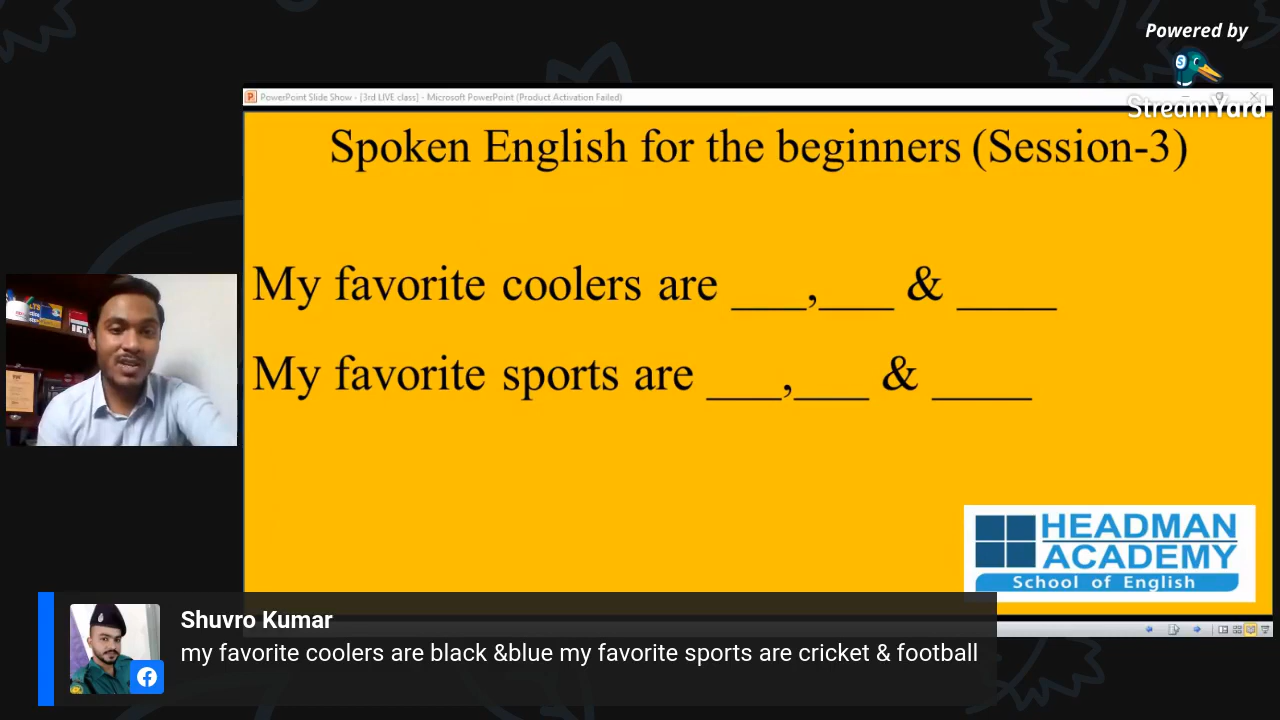 Powered by
StreamYard
PowerPoint Slide Show - [3rd LIVE class] - Microsoft PowerPoint (Product Activation Failed)
Spoken English for the beginners (Session-3)
My favorite coolers are ___,___ & ____
My favorite sports are ___,___ & ____
HEADMAN
ACADEMY
School of English
Shuvro Kumar
my favorite coolers are black &blue my favorite sports are cricket & football